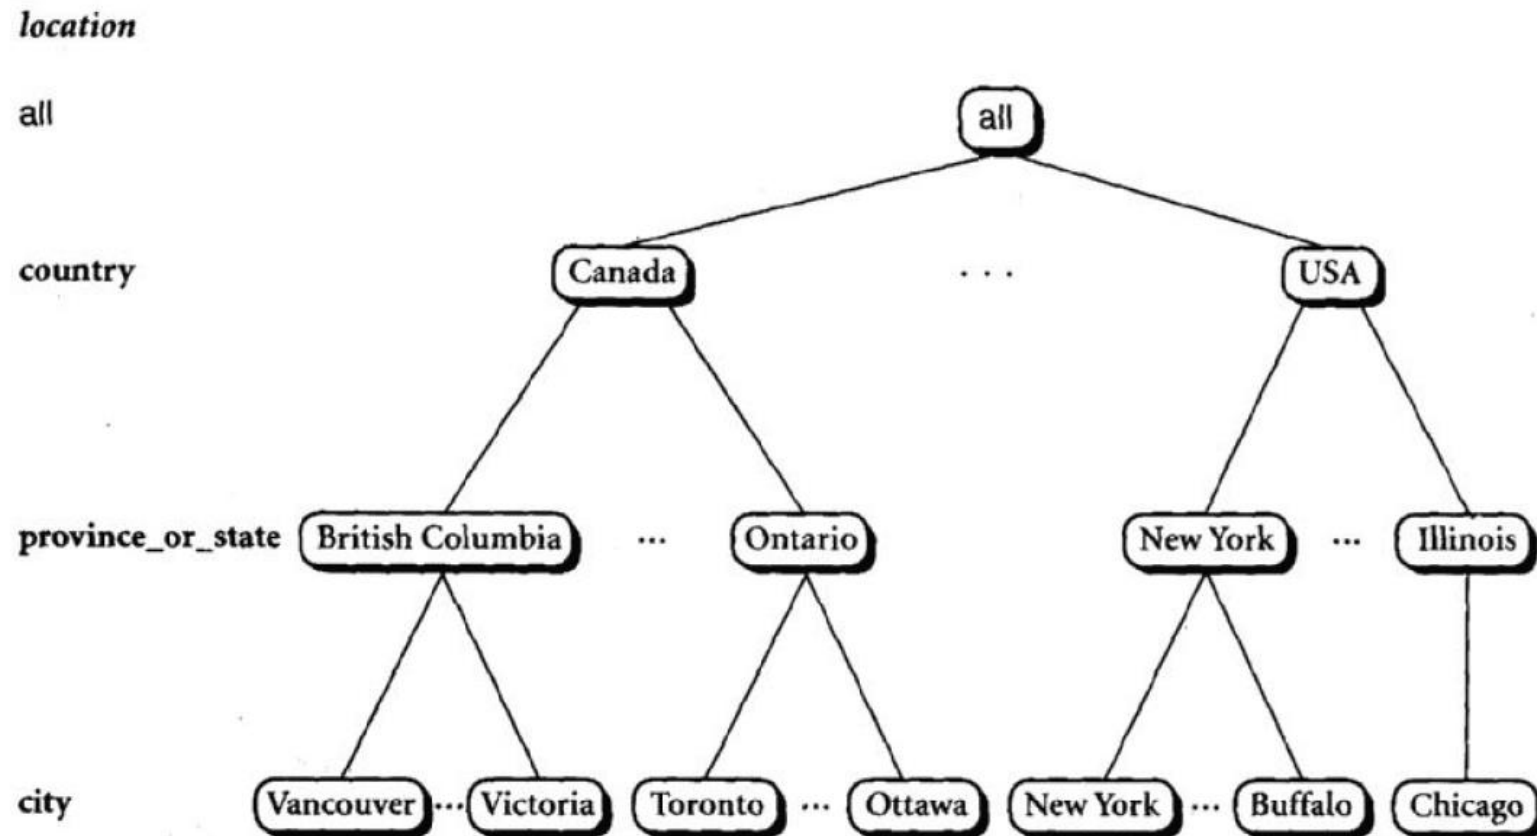 location
all all
country Canada . . . USA
province_or_state British Columbia ... Ontario New York ... Illinois
city Vancouver ... Victoria Toronto ... Ottawa New York ... Buffalo Chicago